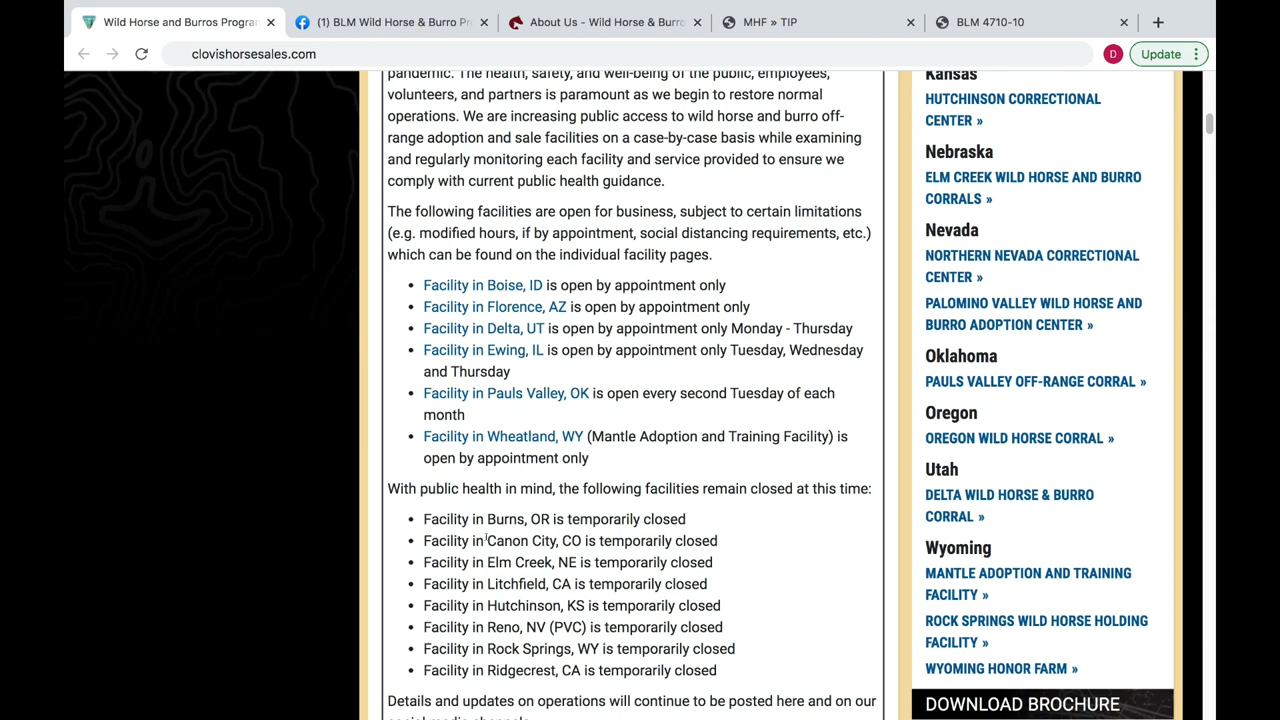 Wild Horse and Burros Program
(1) BLM Wild Horse & Burro Pr
About Us - Wild Horse & Burro
MHF » TIP
BLM 4710-10
clovishorsesales.com
D
Update
pandemic. The health, safety, and well-being of the public, employees,
volunteers, and partners is paramount as we begin to restore normal
operations. We are increasing public access to wild horse and burro off-
range adoption and sale facilities on a case-by-case basis while examining
and regularly monitoring each facility and service provided to ensure we
comply with current public health guidance.
The following facilities are open for business, subject to certain limitations
(e.g. modified hours, if by appointment, social distancing requirements, etc.)
which can be found on the individual facility pages.
• Facility in Boise, ID is open by appointment only
• Facility in Florence, AZ is open by appointment only
• Facility in Delta, UT is open by appointment only Monday - Thursday
• Facility in Ewing, IL is open by appointment only Tuesday, Wednesday
and Thursday
• Facility in Pauls Valley, OK is open every second Tuesday of each
month
• Facility in Wheatland, WY (Mantle Adoption and Training Facility) is
open by appointment only
With public health in mind, the following facilities remain closed at this time:
• Facility in Burns, OR is temporarily closed
• Facility in Canon City, CO is temporarily closed
• Facility in Elm Creek, NE is temporarily closed
• Facility in Litchfield, CA is temporarily closed
• Facility in Hutchinson, KS is temporarily closed
• Facility in Reno, NV (PVC) is temporarily closed
• Facility in Rock Springs, WY is temporarily closed
• Facility in Ridgecrest, CA is temporarily closed
Details and updates on operations will continue to be posted here and on our
social media channels.
Kansas
HUTCHINSON CORRECTIONAL
CENTER »
Nebraska
ELM CREEK WILD HORSE AND BURRO
CORRALS »
Nevada
NORTHERN NEVADA CORRECTIONAL
CENTER »
PALOMINO VALLEY WILD HORSE AND
BURRO ADOPTION CENTER »
Oklahoma
PAULS VALLEY OFF-RANGE CORRAL »
Oregon
OREGON WILD HORSE CORRAL »
Utah
DELTA WILD HORSE & BURRO
CORRAL »
Wyoming
MANTLE ADOPTION AND TRAINING
FACILITY »
ROCK SPRINGS WILD HORSE HOLDING
FACILITY »
WYOMING HONOR FARM »
DOWNLOAD BROCHURE